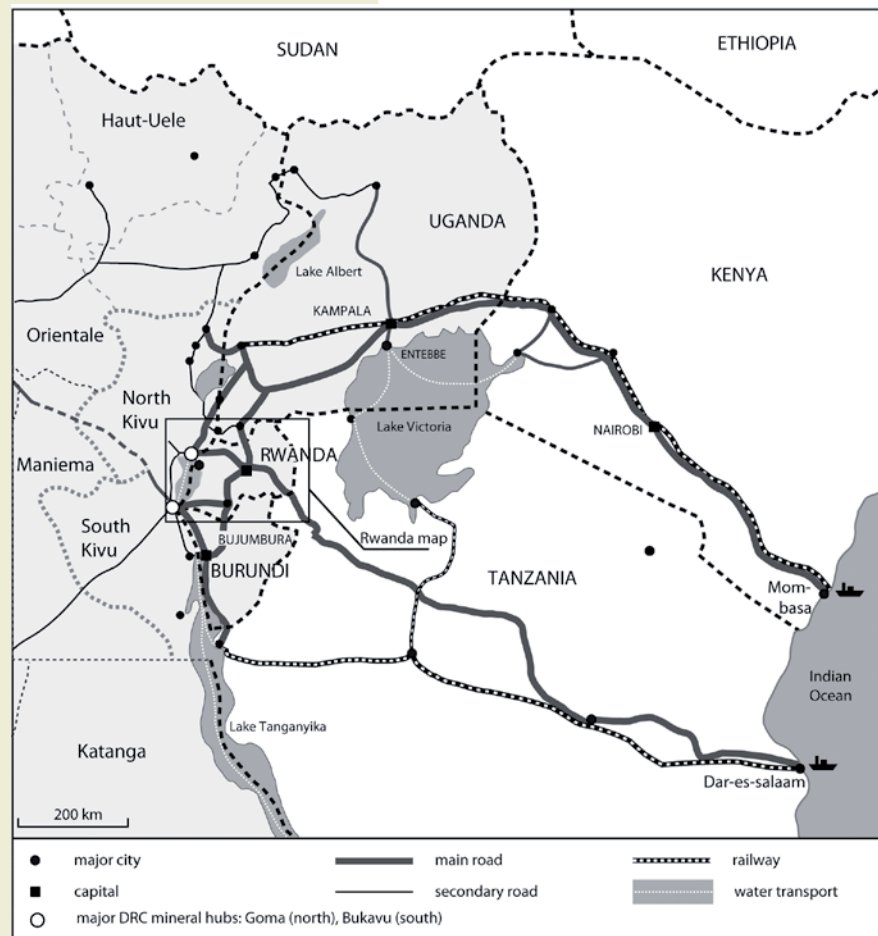 SUDAN
ETHIOPIA
Haut-Uele
UGANDA
Lake Albert
KENYA
KAMPALA
Orientale
ENTEBBE
North
Kivu
Lake Victoria
NAIROBI
RWANDA
Maniema
South
Kivu
BUJUMBURA
Rwanda map
BURUNDI
TANZANIA
Mom-
basa
Indian
Ocean
Lake Tanganyika
Katanga
Dar-es-salaam
200 km
major city
main road
railway
capital
secondary road
water transport
major DRC mineral hubs: Goma (north), Bukavu (south)